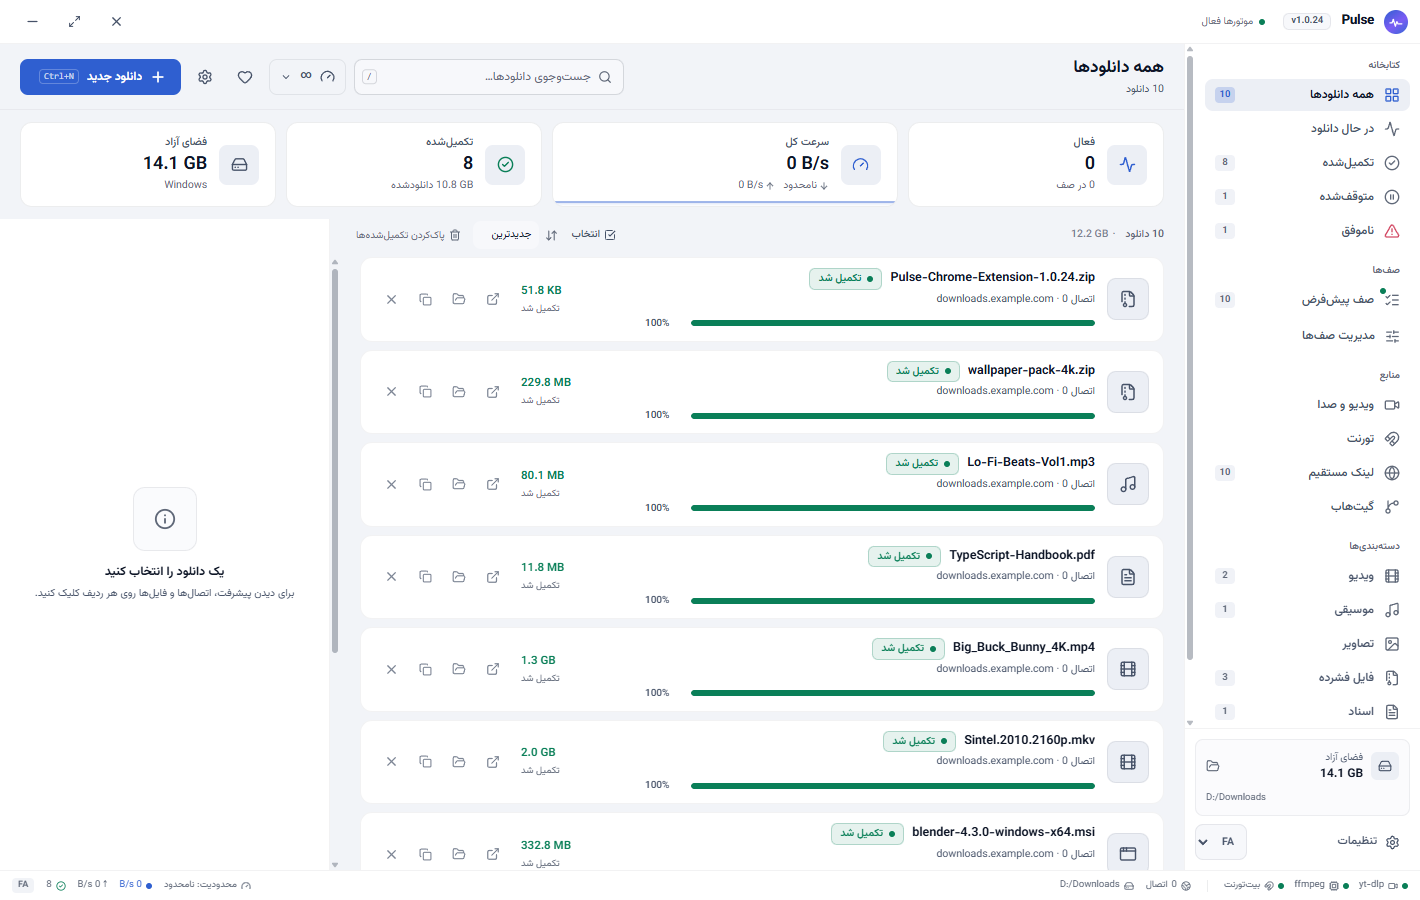 Pulse
v1.0.24
موتورها فعال
کتابخانه
همه دانلودها
10
در حال دانلود
تکمیل‌شده
8
متوقف‌شده
1
ناموفق
1
صف‌ها
صف پیش‌فرض
10
مدیریت صف‌ها
منابع
ویدیو و صدا
تورنت
لینک مستقیم
10
گیت‌هاب
دسته‌بندی‌ها
ویدیو
2
موسیقی
1
تصاویر
فایل فشرده
3
اسناد
1
فضای آزاد
14.1 GB
D:/Downloads
تنظیمات
FA
همه دانلودها
10 دانلود
جست‌وجوی دانلودها...
/
∞
دانلود جدید
Ctrl+N
فعال
0
0 در صف
سرعت کل
0 B/s
↓ نامحدود ↑ 0 B/s
تکمیل‌شده
8
10.8 GB دانلودشده
فضای آزاد
14.1 GB
Windows
10 دانلود · 12.2 GB
انتخاب
جدیدترین
پاک‌کردن تکمیل‌شده‌ها
Pulse-Chrome-Extension-1.0.24.zip
تکمیل شد
downloads.example.com · 0 اتصال
100%
51.8 KB
تکمیل شد
wallpaper-pack-4k.zip
تکمیل شد
downloads.example.com · 0 اتصال
100%
229.8 MB
تکمیل شد
Lo-Fi-Beats-Vol1.mp3
تکمیل شد
downloads.example.com · 0 اتصال
100%
80.1 MB
تکمیل شد
TypeScript-Handbook.pdf
تکمیل شد
downloads.example.com · 0 اتصال
100%
11.8 MB
تکمیل شد
Big_Buck_Bunny_4K.mp4
تکمیل شد
downloads.example.com · 0 اتصال
100%
1.3 GB
تکمیل شد
Sintel.2010.2160p.mkv
تکمیل شد
downloads.example.com · 0 اتصال
100%
2.0 GB
تکمیل شد
blender-4.3.0-windows-x64.msi
تکمیل شد
downloads.example.com · 0 اتصال
332.8 MB
تکمیل شد
یک دانلود را انتخاب کنید
برای دیدن پیشرفت، اتصال‌ها و فایل‌ها روی هر ردیف کلیک کنید.
yt-dlp
ffmpeg
بیت‌تورنت
0 اتصال
D:/Downloads
محدودیت: نامحدود
B/s 0
B/s 0 ↑
8
FA